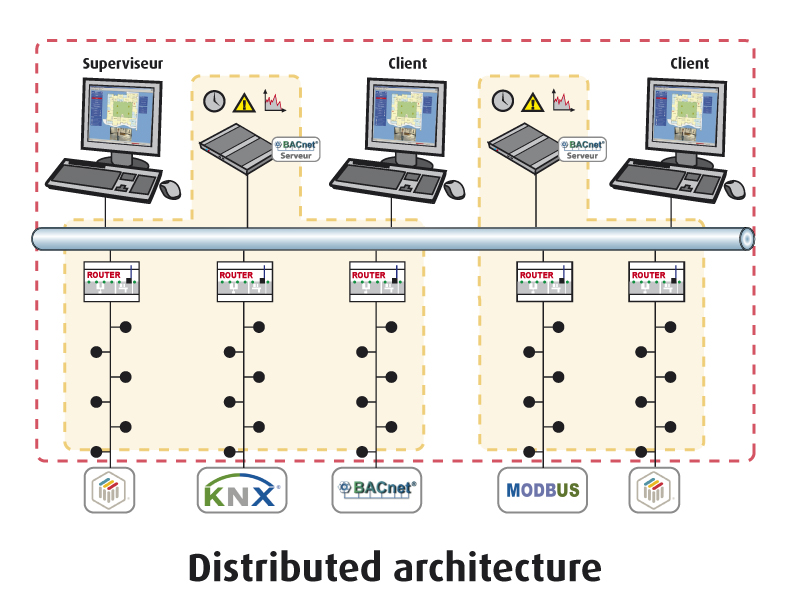 Superviseur
Client
Client
BACnet®
Serveur
BACnet®
Serveur
ROUTER
ROUTER
ROUTER
ROUTER
ROUTER
KNX®
BACnet®
MODBUS
Distributed architecture